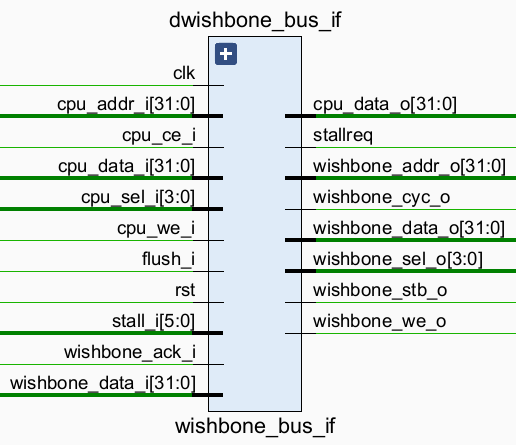 dwishbone_bus_if
clk
cpu_addr_i[31:0]
cpu_ce_i
cpu_data_i[31:0]
cpu_sel_i[3:0]
cpu_we_i
flush_i
rst
stall_i[5:0]
wishbone_ack_i
wishbone_data_i[31:0]
cpu_data_o[31:0]
stallreq
wishbone_addr_o[31:0]
wishbone_cyc_o
wishbone_data_o[31:0]
wishbone_sel_o[3:0]
wishbone_stb_o
wishbone_we_o
wishbone_bus_if